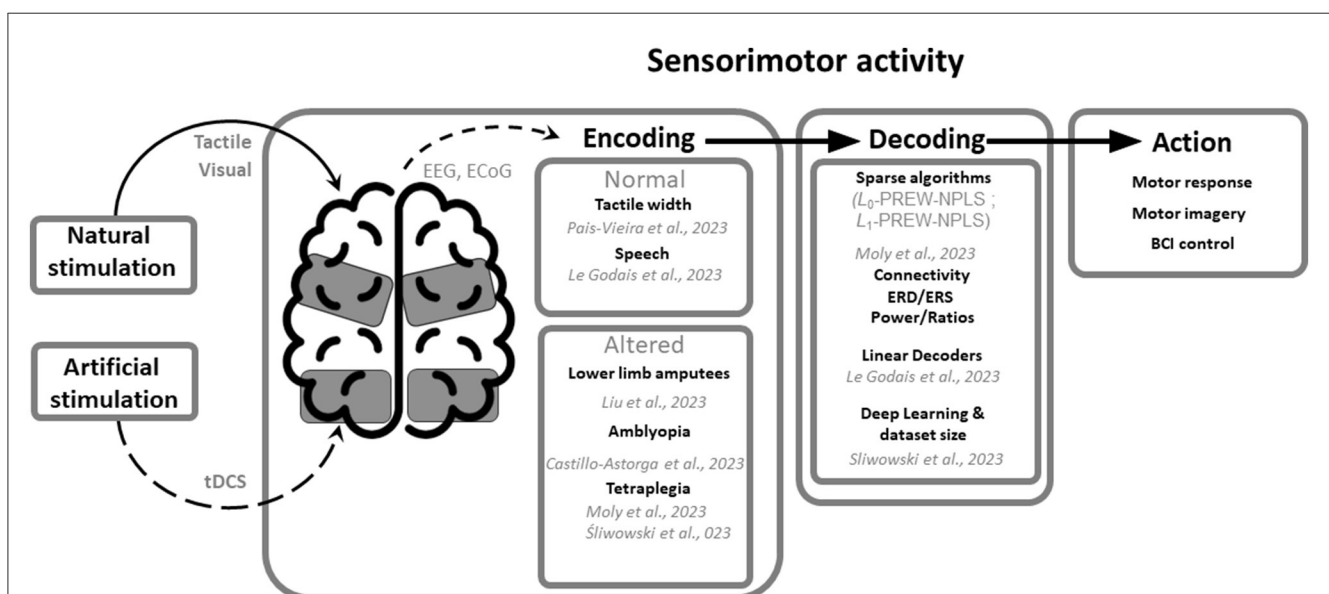 Sensorimotor activity
Tactile
Visual
Natural
stimulation
Artificial
stimulation
tDCS
EEG, ECoG
Encoding
Normal
Tactile width
Pais-Vieira et al., 2023
Speech
Le Godais et al., 2023
Altered
Lower limb amputees
Liu et al., 2023
Amblyopia
Castillo-Astorga et al., 2023
Tetraplegia
Moly et al., 2023
Śliwowski et al., 023
Decoding
Sparse algorithms
(L₀-PREW-NPLS ;
L₁-PREW-NPLS)
Moly et al., 2023
Connectivity
ERD/ERS
Power/Ratios
Linear Decoders
Le Godais et al., 2023
Deep Learning &
dataset size
Sliwowski et al., 2023
Action
Motor response
Motor imagery
BCI control